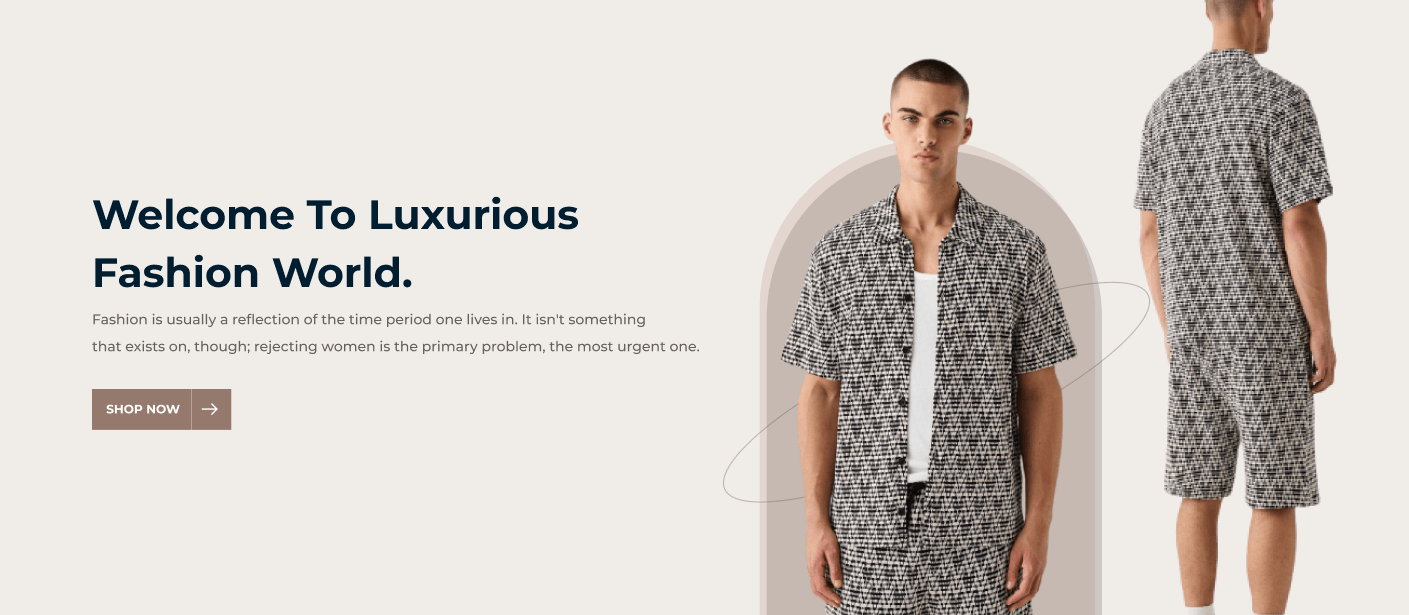 Welcome To Luxurious
Fashion World.
Fashion is usually a reflection of the time period one lives in. It isn't something
that exists on, though; rejecting women is the primary problem, the most urgent one.
SHOP NOW